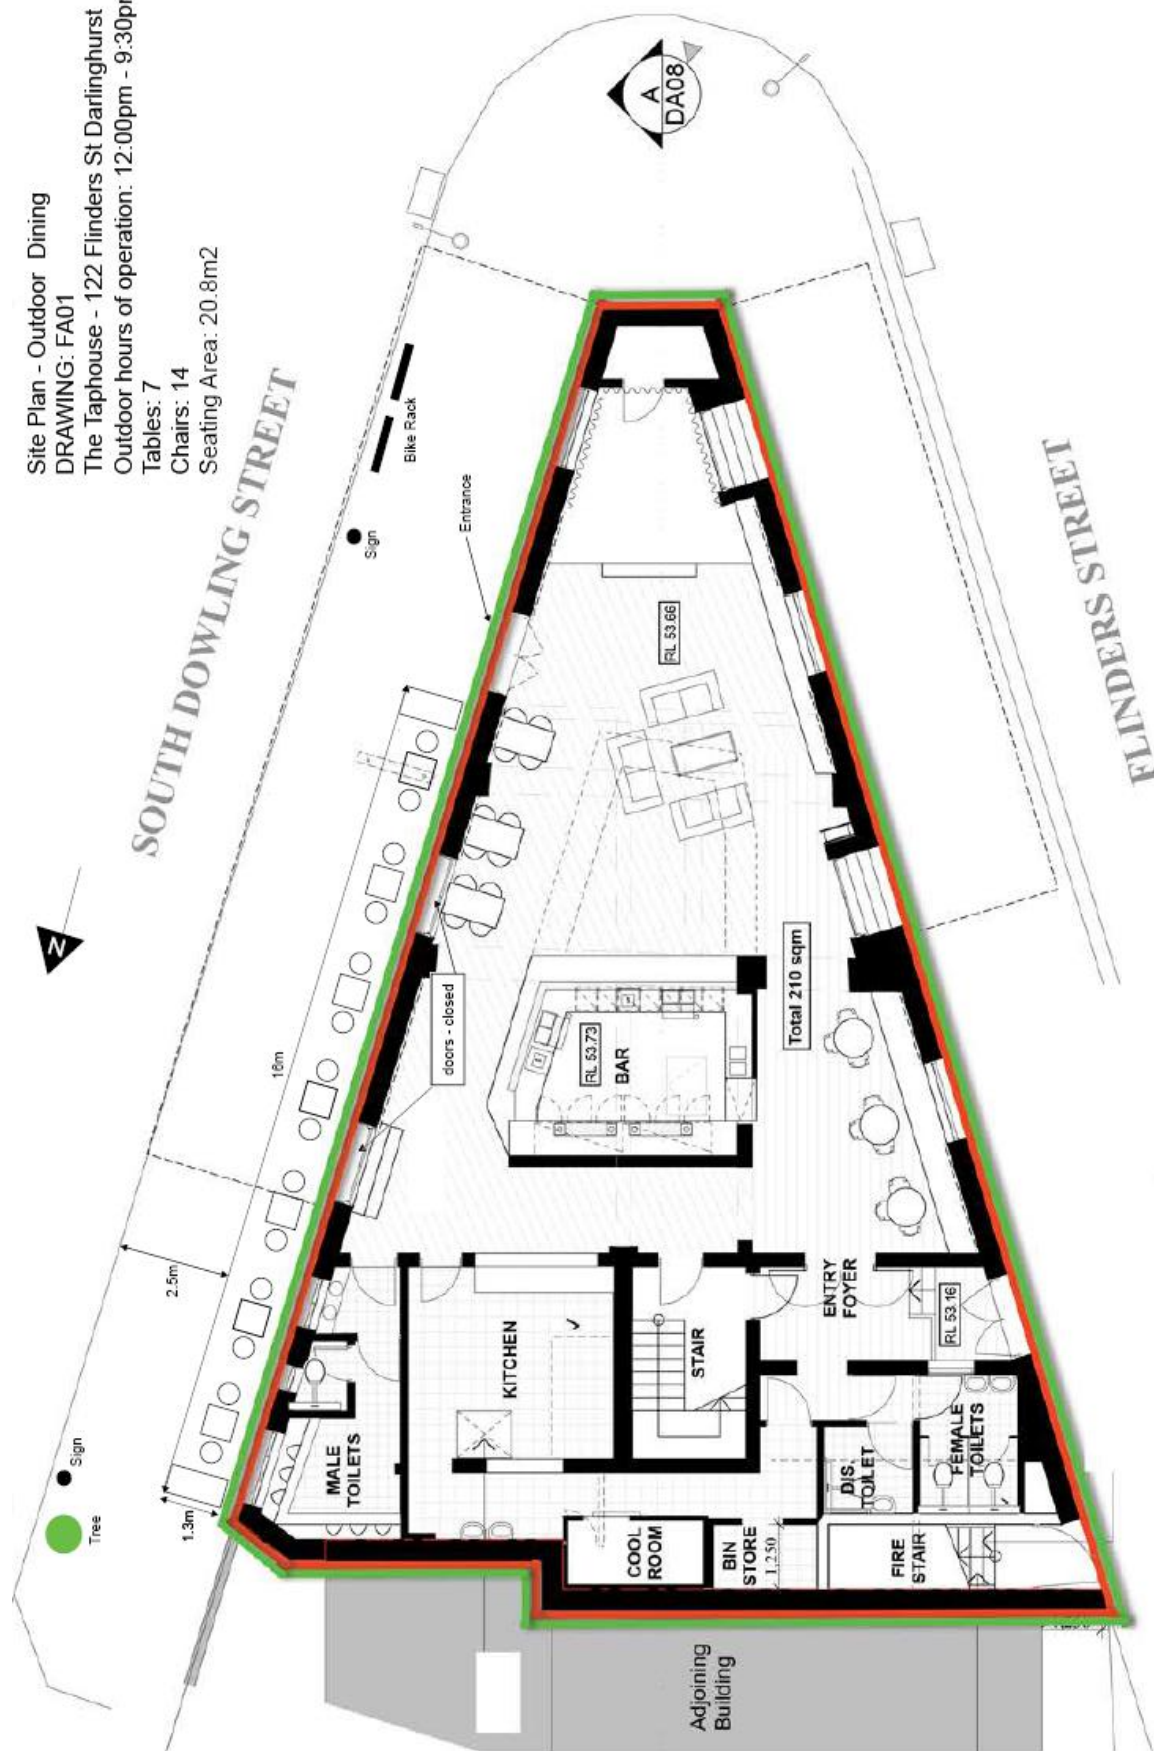 Site Plan - Outdoor Dining
DRAWING: FA01
The Taphouse - 122 Flinders St Darlinghurst
Outdoor hours of operation: 12:00pm - 9:30p
Tables: 7
Chairs: 14
Seating Area: 20.8m2
SOUTH DOWLING STREET
FLINDERS STREET
A
DA08
N
Bike Rack
Sign
Entrance
RL 53.66
16m
doors - closed
Total 210 sqm
RL 53.73
BAR
2.5m
ENTRY
FOYER
RL 53.16
KITCHEN
STAIR
Sign
Tree
1.3m
MALE
TOILETS
DIS.
TOILET
FEMALE
TOILETS
COOL
ROOM
BIN
STORE
1,250
FIRE
STAIR
Adjoining
Building